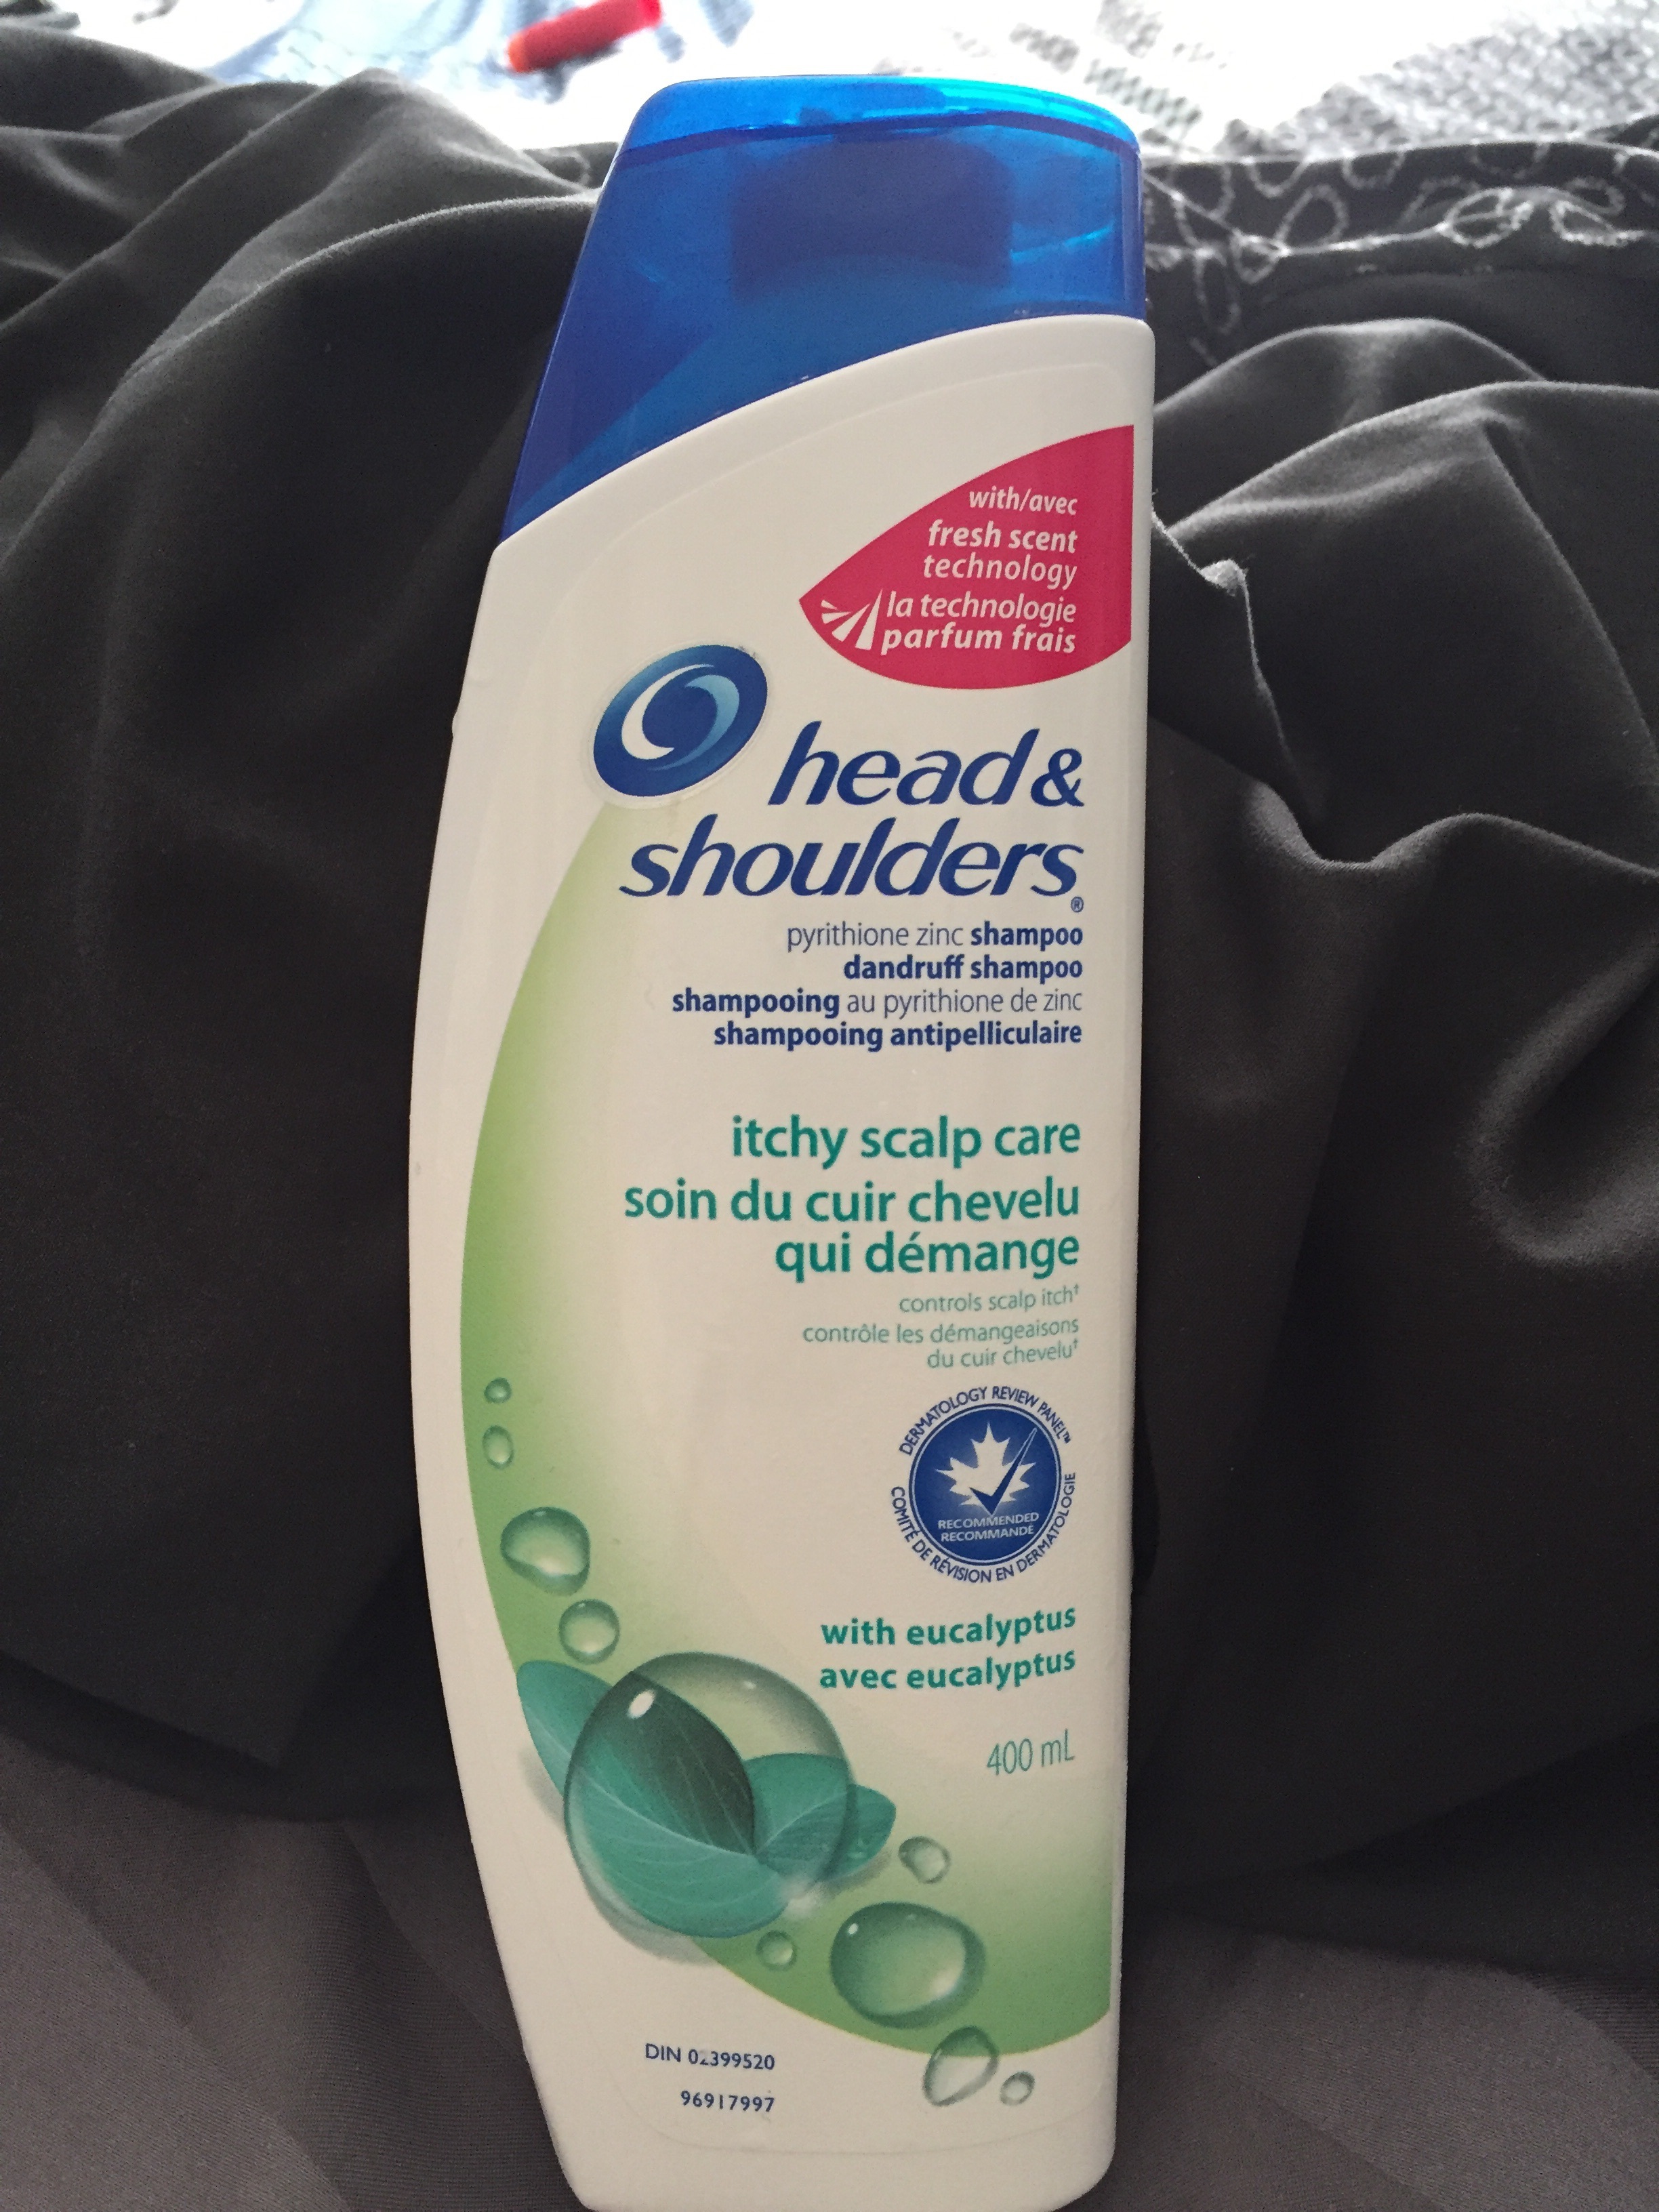 with/avec
fresh scent
technology
la technologie
parfum frais
head &
shoulders®
pyrithione zinc shampoo
dandruff shampoo
shampooing au pyrithione de zinc
shampooing antipelliculaire
itchy scalp care
soin du cuir chevelu
qui démange
controls scalp itch†
contrôle les démangeaisons
du cuir chevelu†
DERMATOLOGY REVIEW PANEL™
RECOMMENDED
RECOMMANDÉ
COMITÉ DE RÉVISION EN DERMATOLOGIE
with eucalyptus
avec eucalyptus
400 mL
DIN 02399520
96917997